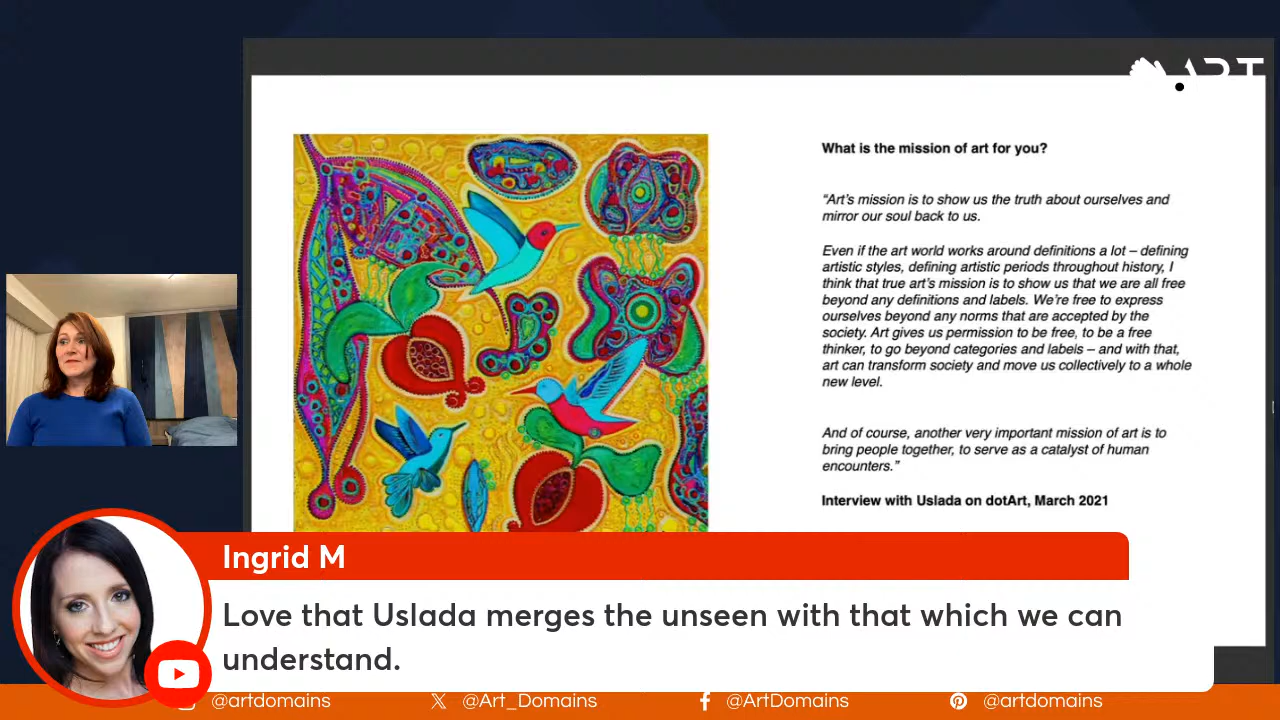 ART
What is the mission of art for you?
“Art’s mission is to show us the truth about ourselves and
mirror our soul back to us.
Even if the art world works around definitions a lot – defining
artistic styles, defining artistic periods throughout history, I
think that true art’s mission is to show us that we are all free
beyond any definitions and labels. We’re free to express
ourselves beyond any norms that are accepted by the
society. Art gives us permission to be free, to be a free
thinker, to go beyond categories and labels – and with that,
art can transform society and move us collectively to a whole
new level.
And of course, another very important mission of art is to
bring people together, to serve as a catalyst of human
encounters.”
Interview with Uslada on dotArt, March 2021
Ingrid M
Love that Uslada merges the unseen with that which we can
understand.
@artdomains
@Art_Domains
@ArtDomains
@artdomains